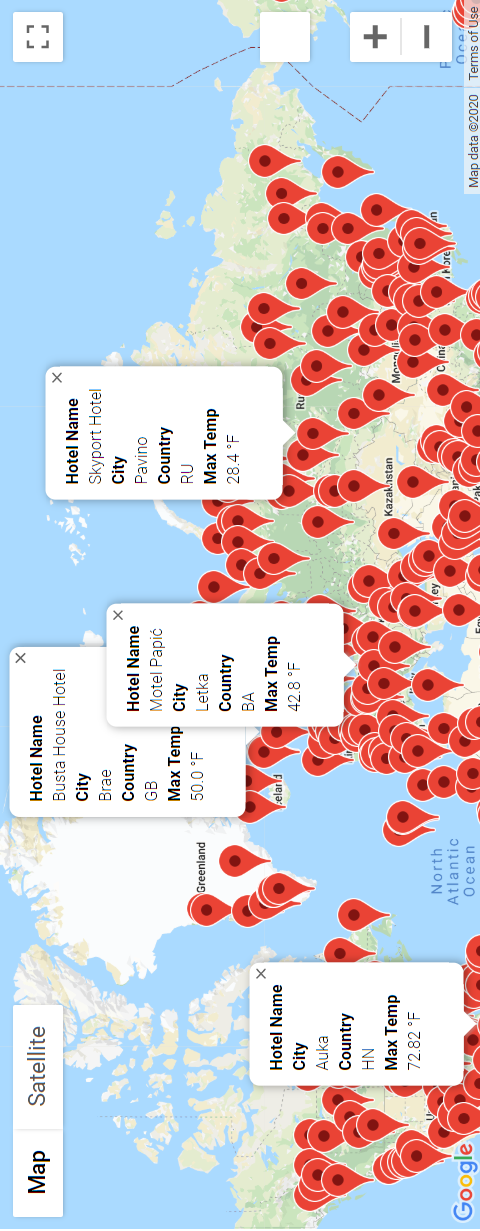 Map
Satellite
Hotel Name
Busta House Hotel
City
Brae
Country
GB
Max Temp
50.0 °F
Hotel Name
Motel Papić
City
Letka
Country
BA
Max Temp
42.8 °F
Hotel Name
Skyport Hotel
City
Pavino
Country
RU
Max Temp
28.4 °F
Hotel Name
City
Auka
Country
HN
Max Temp
72.82 °F
Greenland
North
Atlantic
Ocean
Kazakhstan
Google
Map data ©2020
Terms of Use